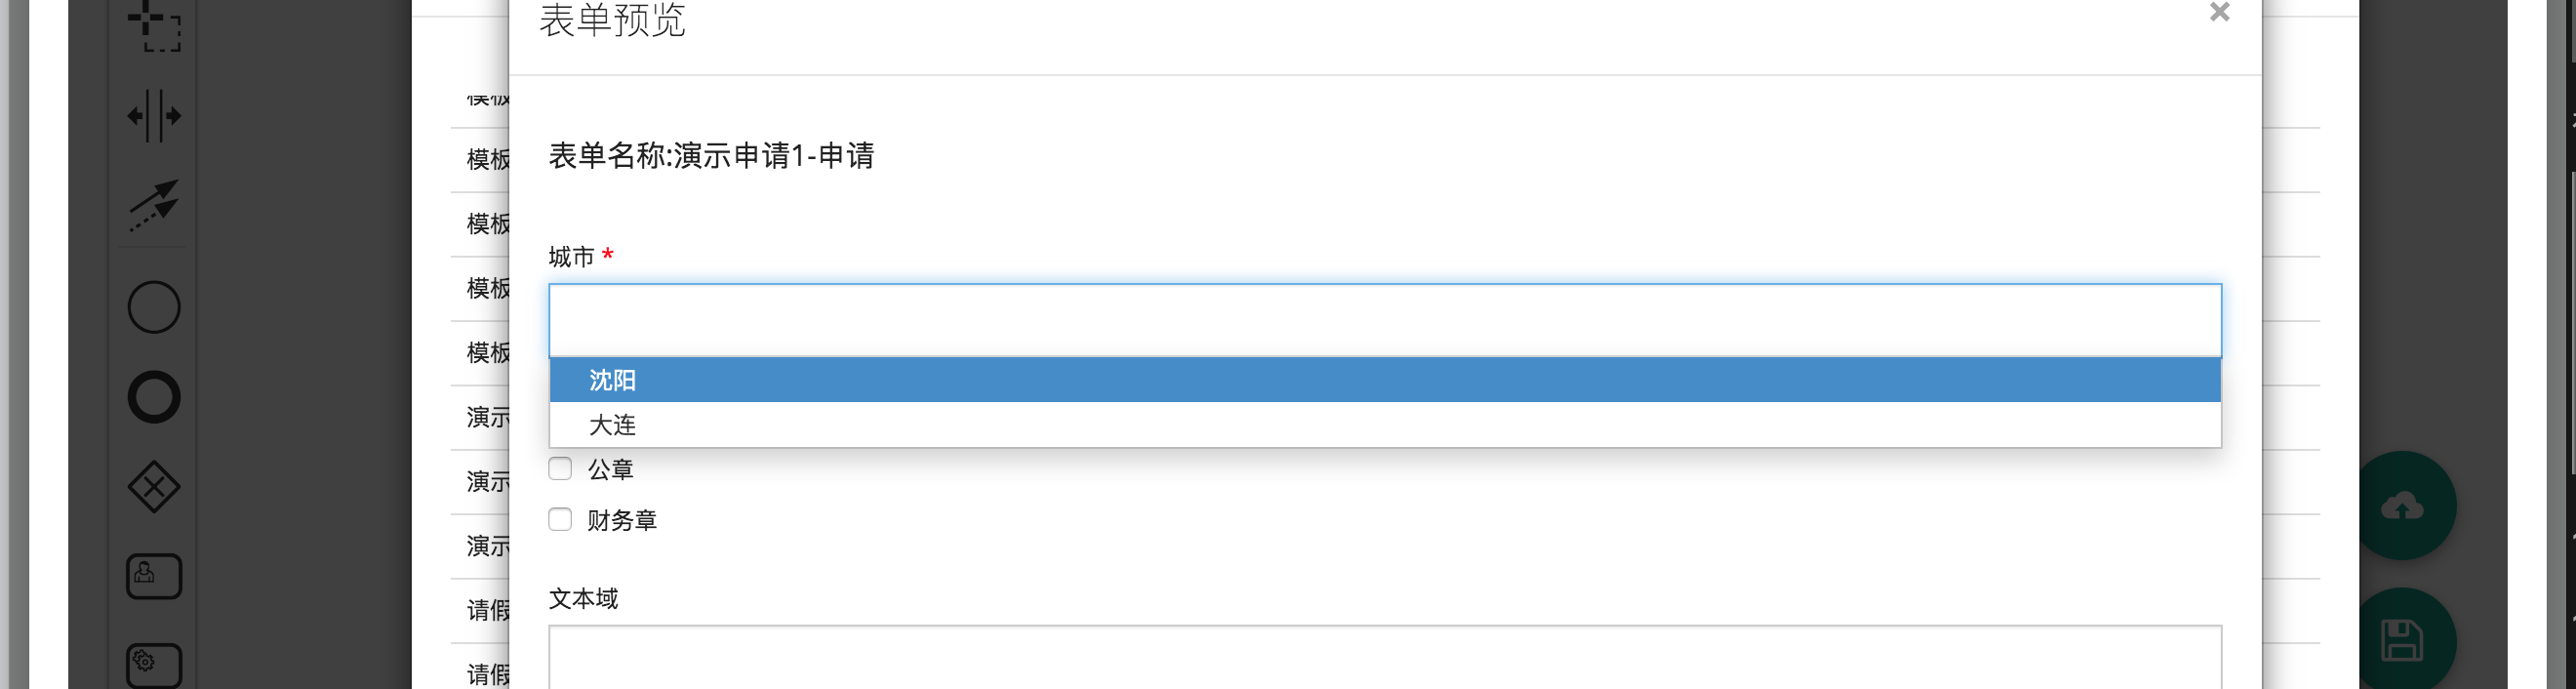 表单预览
×
表单名称:演示申请1-申请
城市 *
沈阳
大连
公章
财务章
文本域
模板
模板
模板
模板
模板
演示
演示
演示
请假
请假